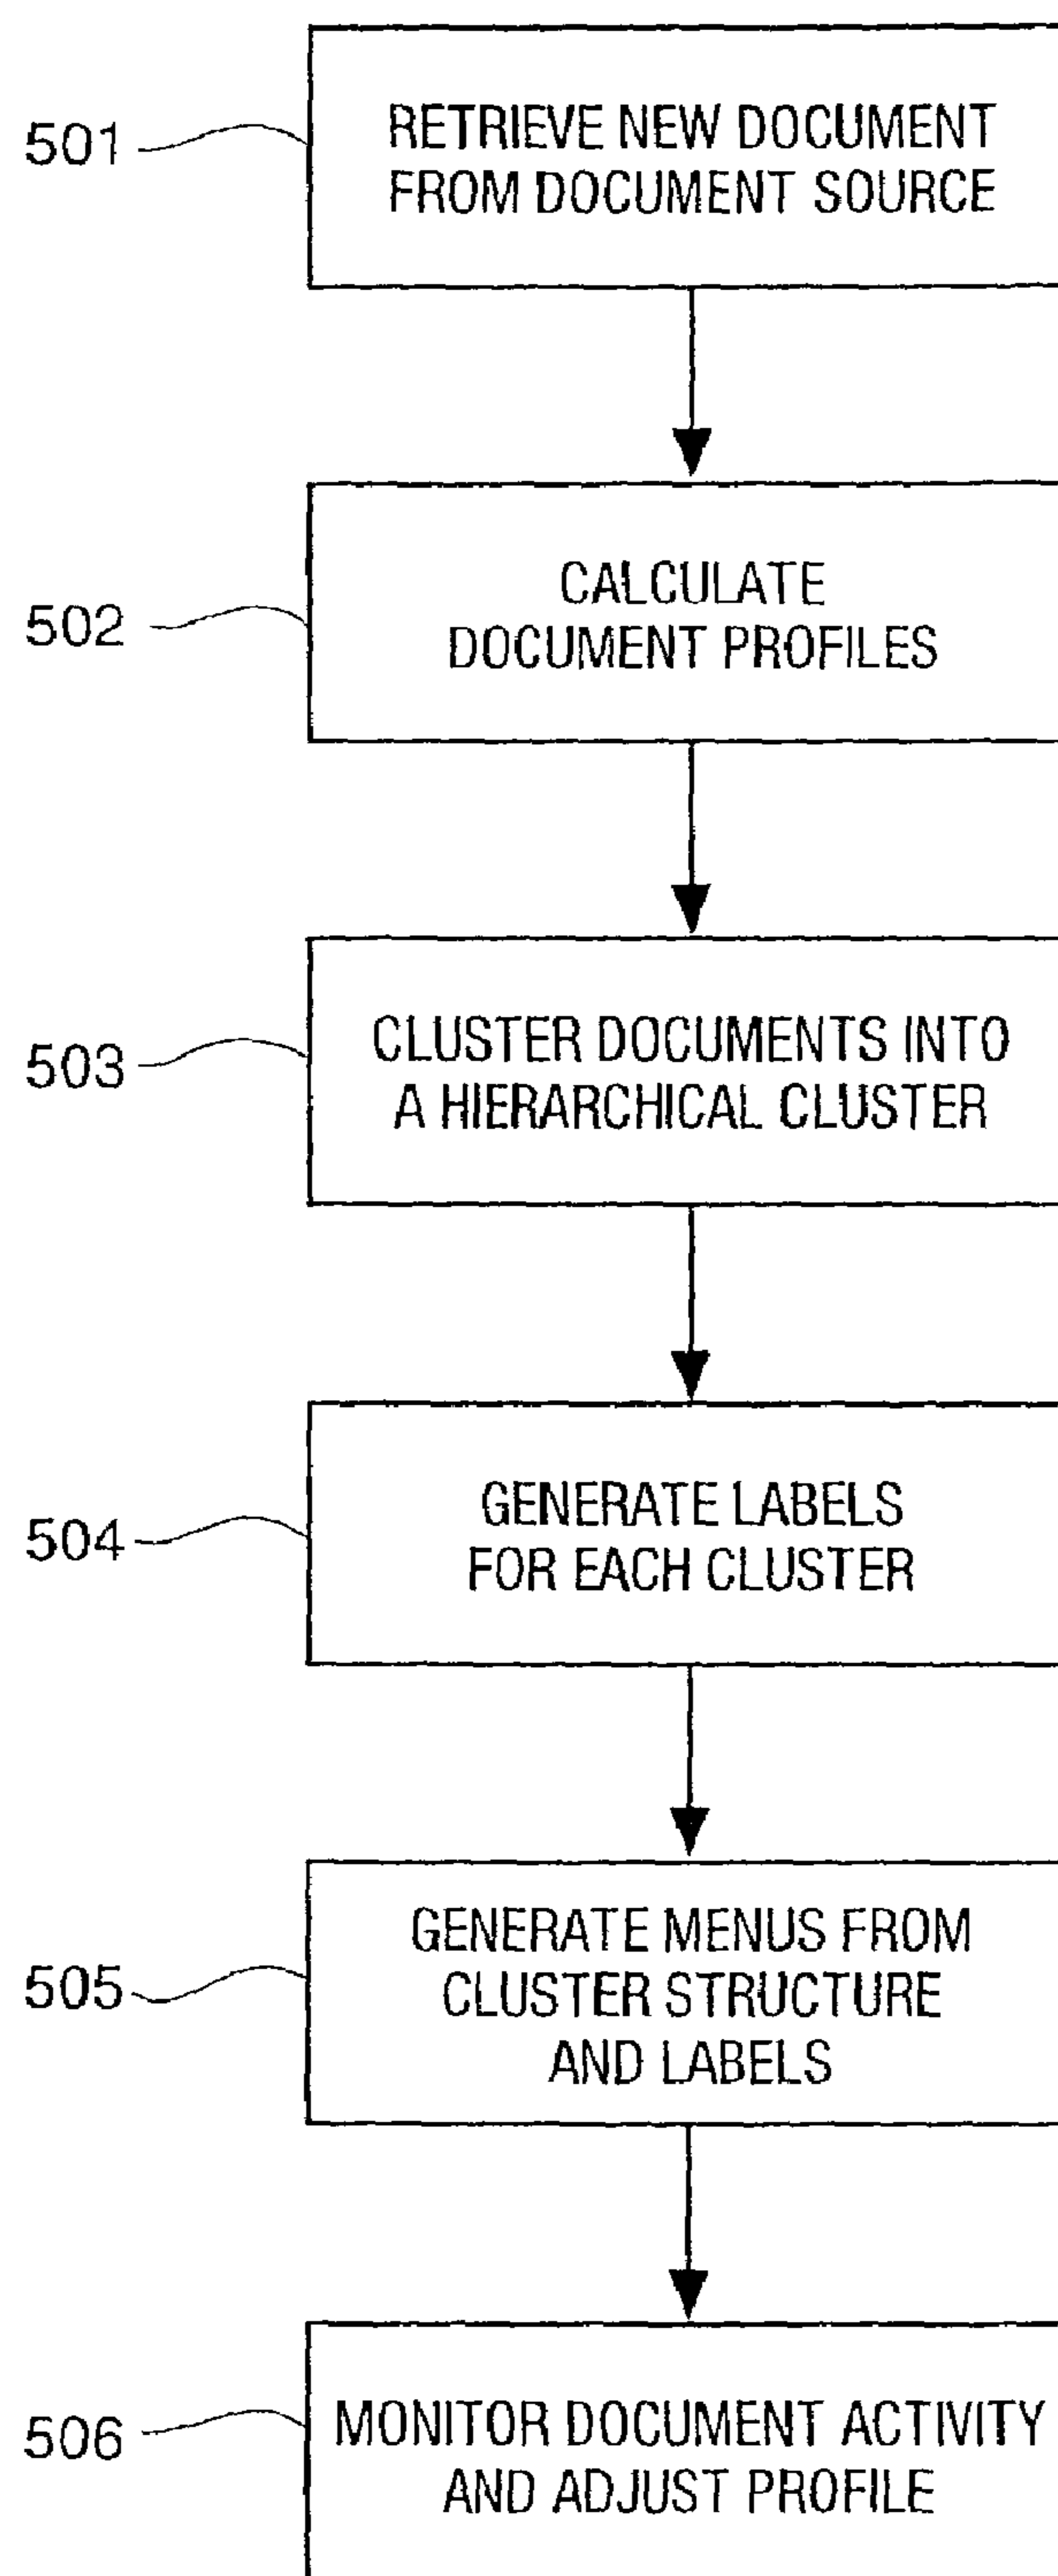 501
RETRIEVE NEW DOCUMENT
FROM DOCUMENT SOURCE
502
CALCULATE
DOCUMENT PROFILES
503
CLUSTER DOCUMENTS INTO
A HIERARCHICAL CLUSTER
504
GENERATE LABELS
FOR EACH CLUSTER
505
GENERATE MENUS FROM
CLUSTER STRUCTURE
AND LABELS
506
MONITOR DOCUMENT ACTIVITY
AND ADJUST PROFILE